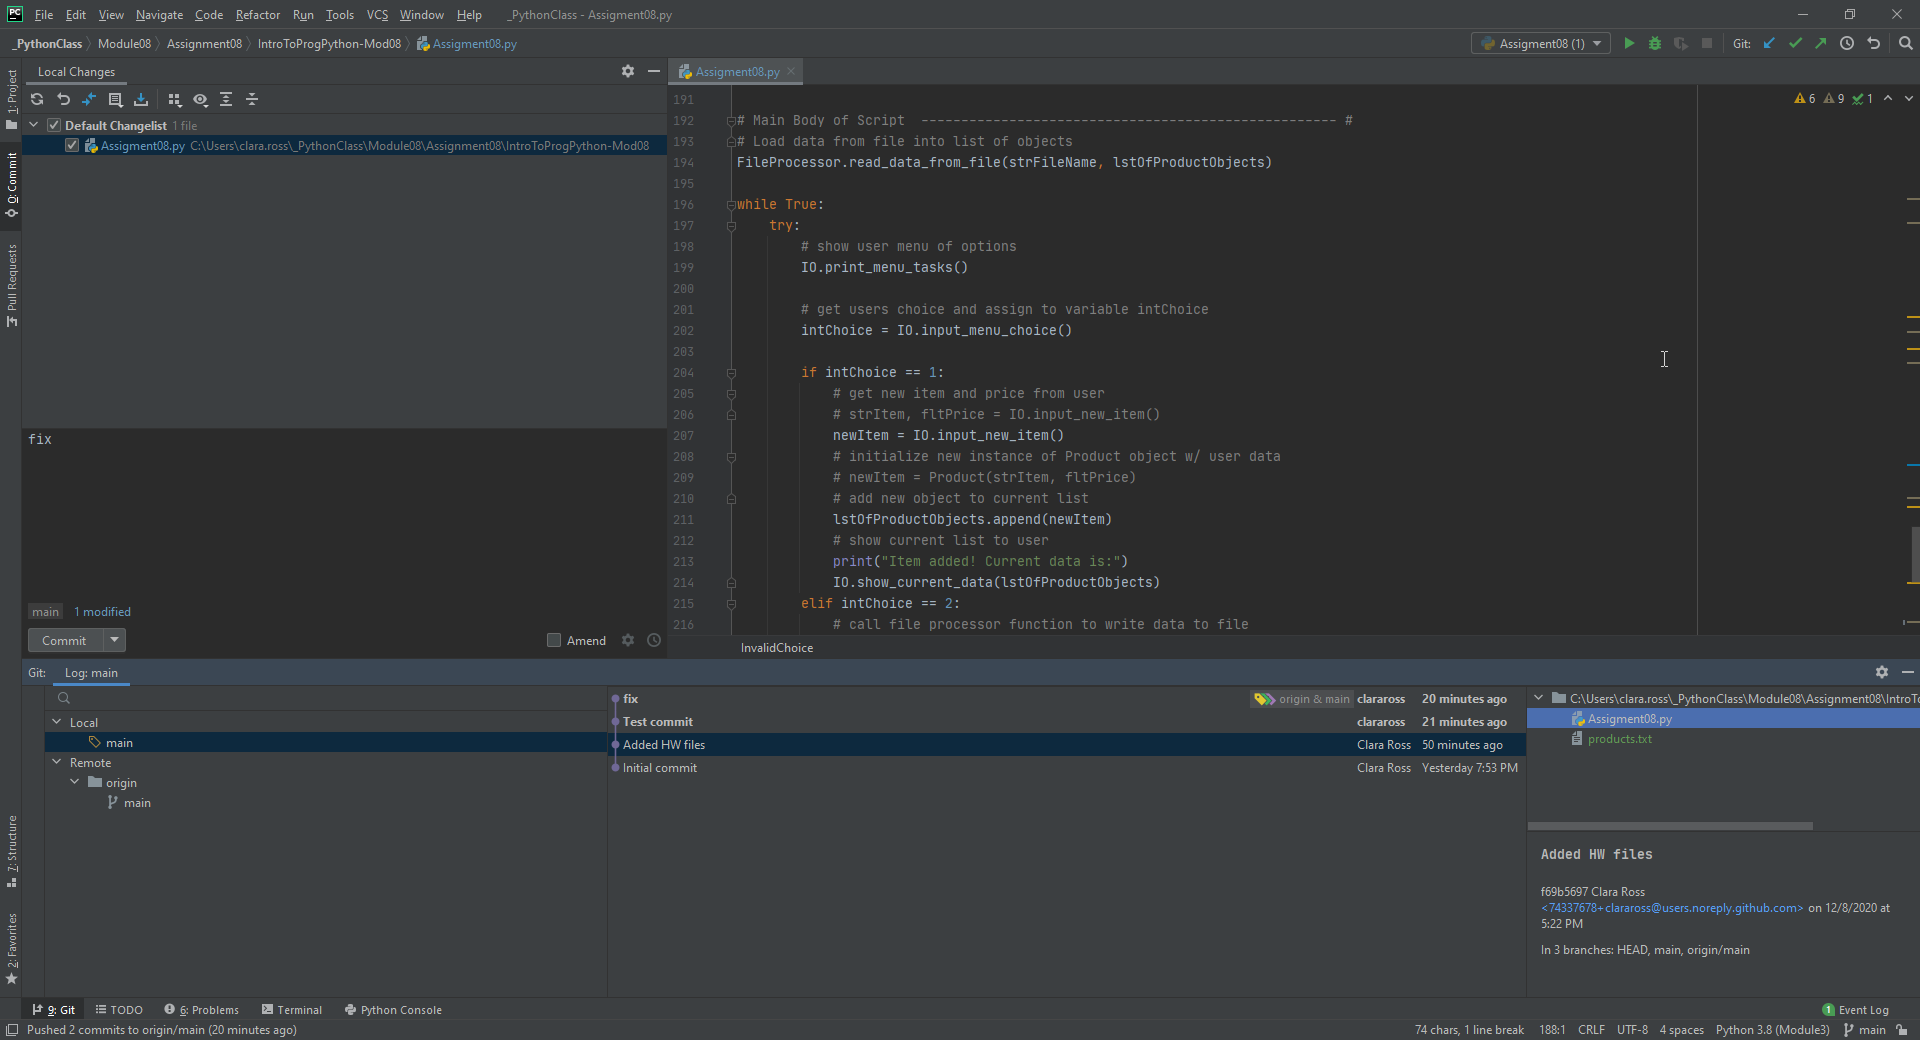 PC File Edit View Navigate Code Refactor Run Tools VCS Window Help _PythonClass - Assigment08.py
_PythonClass Module08 Assignment08 IntroToProgPython-Mod08 Assigment08.py Assigment08 (1) Git:
Local Changes
Assigment08.py
1: Project
0: Commit
Pull Requests
7: Structure
2: Favorites
Default Changelist 1 file
Assigment08.py C:\Users\clara.ross\_PythonClass\Module08\Assignment08\IntroToProgPython-Mod08
fix
main 1 modified
Commit Amend
6 9 1
191
192 # Main Body of Script ---------------------------------------------------- #
193 # Load data from file into list of objects
194 FileProcessor.read_data_from_file(strFileName, lstOfProductObjects)
195
196 while True:
197 try:
198 # show user menu of options
199 IO.print_menu_tasks()
200
201 # get users choice and assign to variable intChoice
202 intChoice = IO.input_menu_choice()
203
204 if intChoice == 1:
205 # get new item and price from user
206 # strItem, fltPrice = IO.input_new_item()
207 newItem = IO.input_new_item()
208 # initialize new instance of Product object w/ user data
209 # newItem = Product(strItem, fltPrice)
210 # add new object to current list
211 lstOfProductObjects.append(newItem)
212 # show current list to user
213 print("Item added! Current data is:")
214 IO.show_current_data(lstOfProductObjects)
215 elif intChoice == 2:
216 # call file processor function to write data to file
InvalidChoice
Git: Log: main
Local
main
Remote
origin
main
fix origin & main claraross 20 minutes ago
Test commit claraross 21 minutes ago
Added HW files Clara Ross 50 minutes ago
Initial commit Clara Ross Yesterday 7:53 PM
C:\Users\clara.ross\_PythonClass\Module08\Assignment08\IntroTo
Assigment08.py
products.txt
Added HW files
f69b5697 Clara Ross
<74337678+claraross@users.noreply.github.com> on 12/8/2020 at
5:22 PM
In 3 branches: HEAD, main, origin/main
9: Git TODO 6: Problems Terminal Python Console 1 Event Log
Pushed 2 commits to origin/main (20 minutes ago) 74 chars, 1 line break 188:1 CRLF UTF-8 4 spaces Python 3.8 (Module3) main